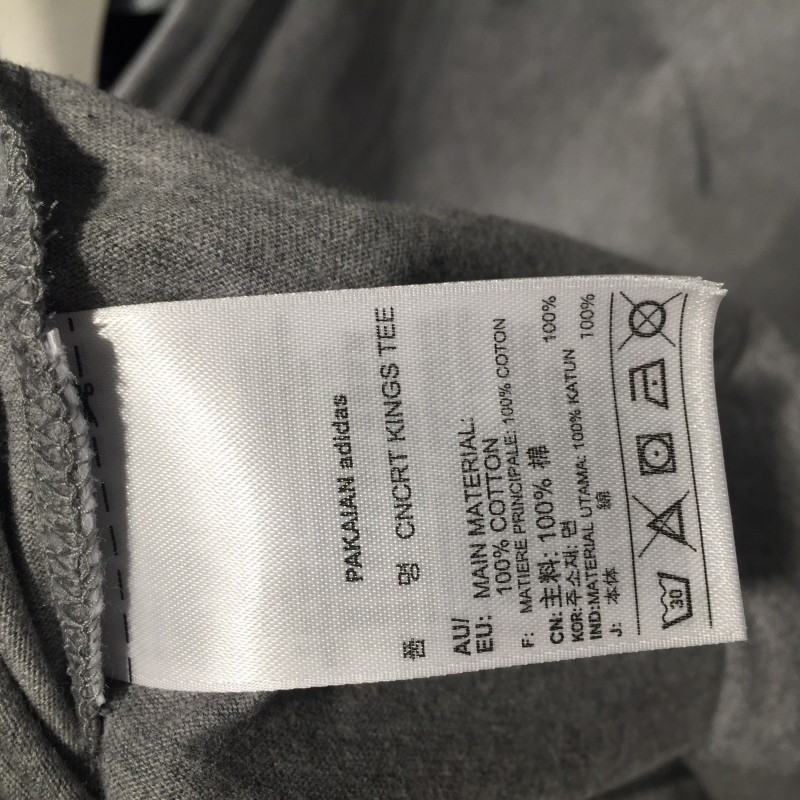 PAKAIAN adidas
품 명 CNCRT KINGS TEE
AU/
EU: MAIN MATERIAL:
100% COTTON
F: MATIERE PRINCIPALE: 100% COTON
CN: 主料: 100% 棉
KOR: 주소재: 면 100%
IND: MATERIAL UTAMA: 100% KATUN
J: 本体 綿 100%
30